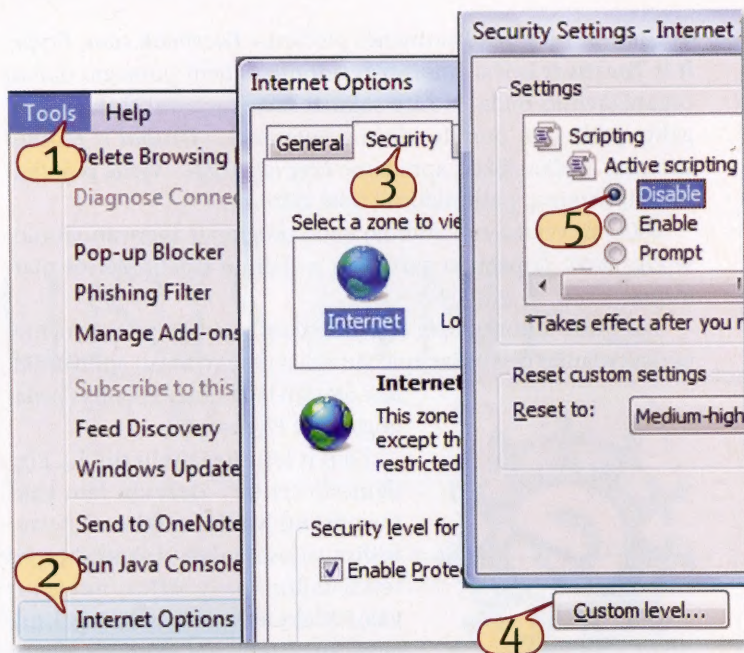 Tools Help
1
Delete Browsing
Diagnose Connec
Pop-up Blocker
Phishing Filter
Manage Add-ons
Subscribe to this
Feed Discovery
Windows Update
Send to OneNote
Sun Java Console
2
Internet Options
Internet Options
General Security
3
Select a zone to vie
Internet Lo
Internet
This zone
except th
restricted
Security level for
Enable Protec
4
Custom level...
Security Settings - Internet
Settings
Scripting
Active scripting
5
Disable
Enable
Prompt
*Takes effect after you r
Reset custom settings
Reset to: Medium-high